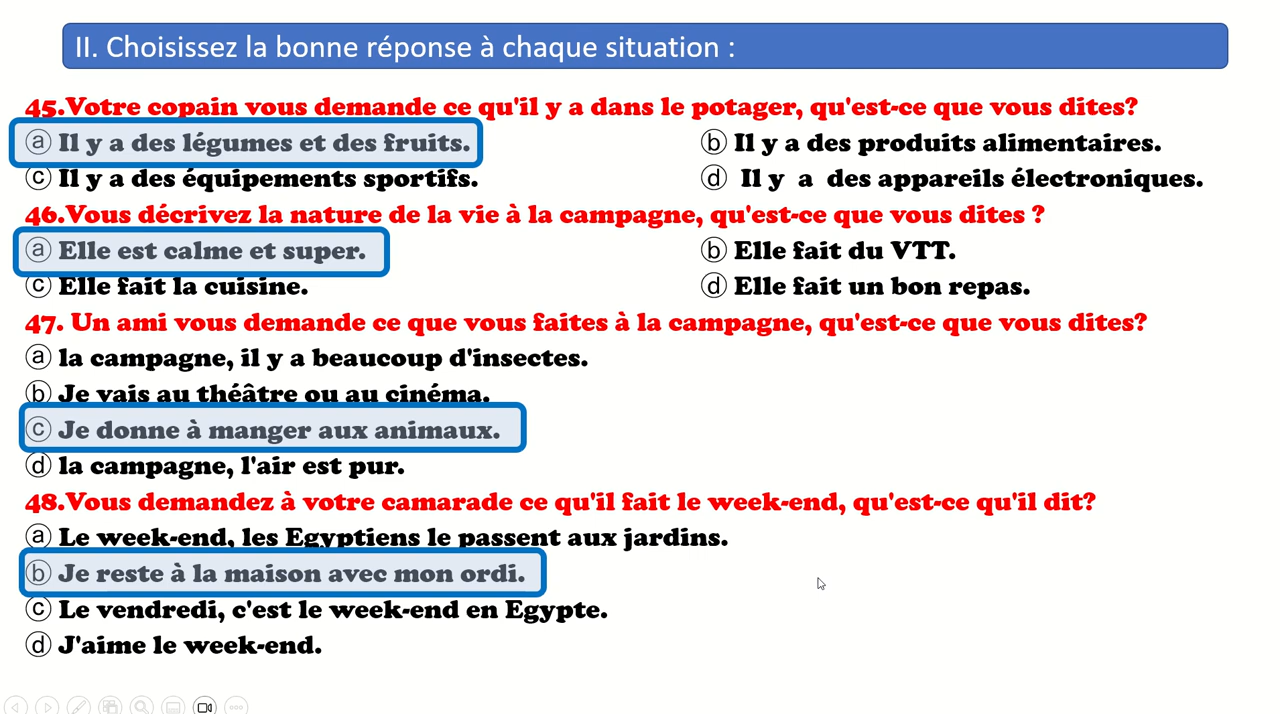 II. Choisissez la bonne réponse à chaque situation :
45.Votre copain vous demande ce qu'il y a dans le potager, qu'est-ce que vous dites?
ⓐ Il y a des légumes et des fruits. ⓑ Il y a des produits alimentaires.
ⓒ Il y a des équipements sportifs. ⓓ Il y a des appareils électroniques.
46.Vous décrivez la nature de la vie à la campagne, qu'est-ce que vous dites ?
ⓐ Elle est calme et super. ⓑ Elle fait du VTT.
ⓒ Elle fait la cuisine. ⓓ Elle fait un bon repas.
47. Un ami vous demande ce que vous faites à la campagne, qu'est-ce que vous dites?
ⓐ la campagne, il y a beaucoup d'insectes.
ⓑ Je vais au théâtre ou au cinéma.
ⓒ Je donne à manger aux animaux.
ⓓ la campagne, l'air est pur.
48.Vous demandez à votre camarade ce qu'il fait le week-end, qu'est-ce qu'il dit?
ⓐ Le week-end, les Egyptiens le passent aux jardins.
ⓑ Je reste à la maison avec mon ordi.
ⓒ Le vendredi, c'est le week-end en Egypte.
ⓓ J'aime le week-end.